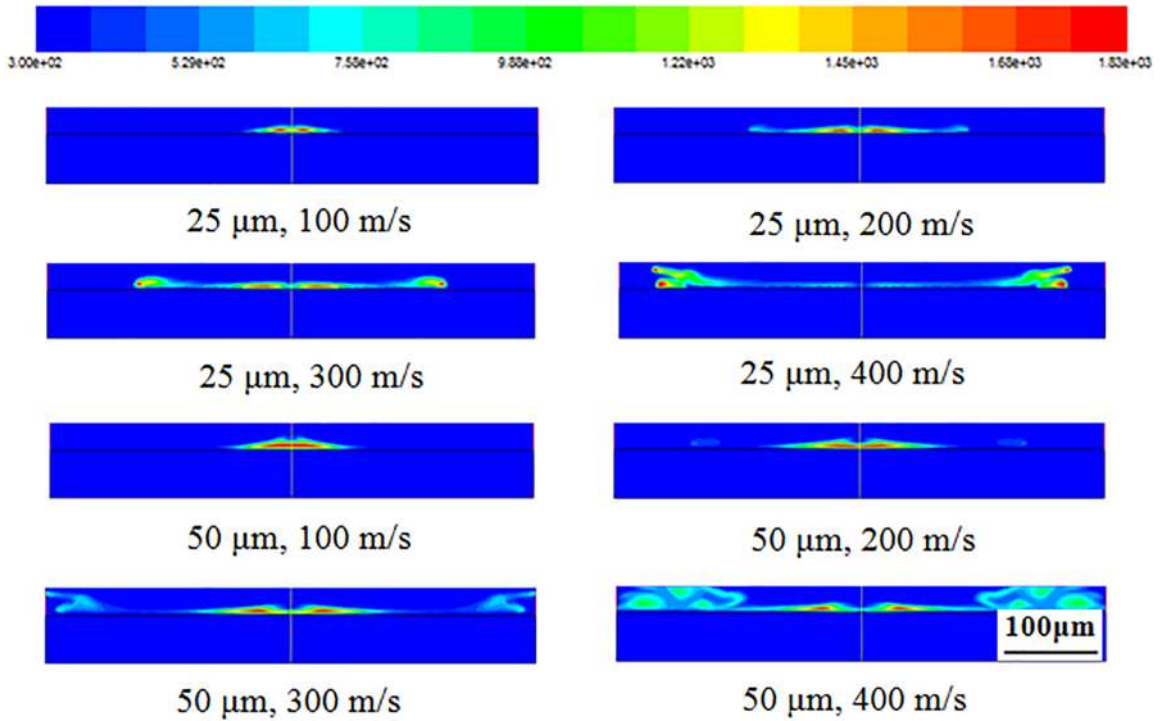 3.00e+02 5.29e+02 7.58e+02 9.88e+02 1.22e+03 1.45e+03 1.68e+03 1.83e+03
25 μm, 100 m/s 25 μm, 200 m/s
25 μm, 300 m/s 25 μm, 400 m/s
50 μm, 100 m/s 50 μm, 200 m/s
100μm
50 μm, 300 m/s 50 μm, 400 m/s